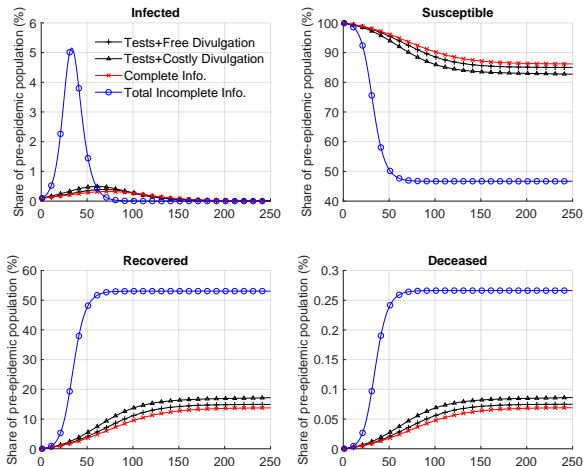 Infected
Share of pre-epidemic population (%)
6
5
4
3
2
1
0
0 50 100 150 200 250
Tests+Free Divulgation
Tests+Costly Divulgation
Complete Info.
Total Incomplete Info.
Susceptible
Share of pre-epidemic population (%)
100
90
80
70
60
50
40
0 50 100 150 200 250
Recovered
Share of pre-epidemic population (%)
60
50
40
30
20
10
0
0 50 100 150 200 250
Deceased
Share of pre-epidemic population (%)
0.3
0.25
0.2
0.15
0.1
0.05
0
0 50 100 150 200 250